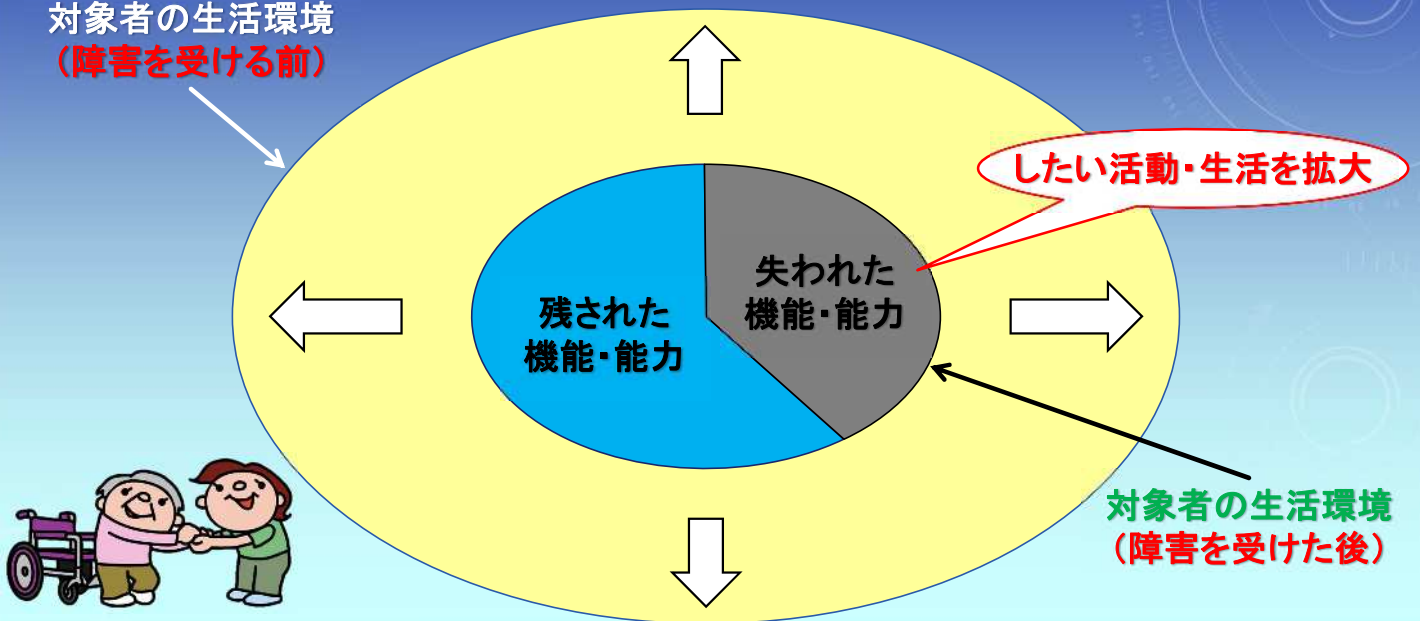 対象者の生活環境
(障害を受ける前)
したい活動・生活を拡大
失われた
機能・能力
残された
機能・能力
対象者の生活環境
(障害を受けた後)